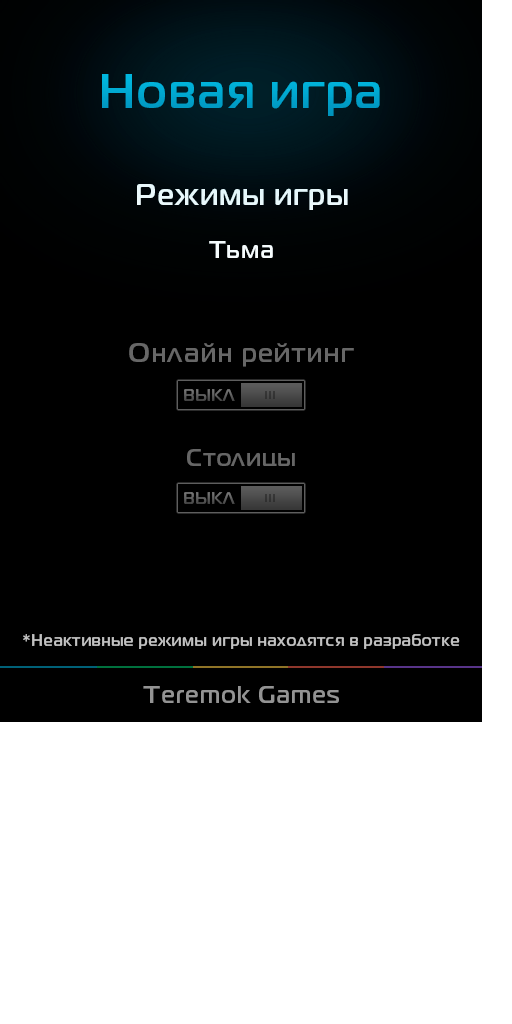 Новая игра
Режимы игры
Тьма
Онлайн рейтинг
ВЫКЛ
Столицы
ВЫКЛ
*Неактивные режимы игры находятся в разработке
Teremok Games